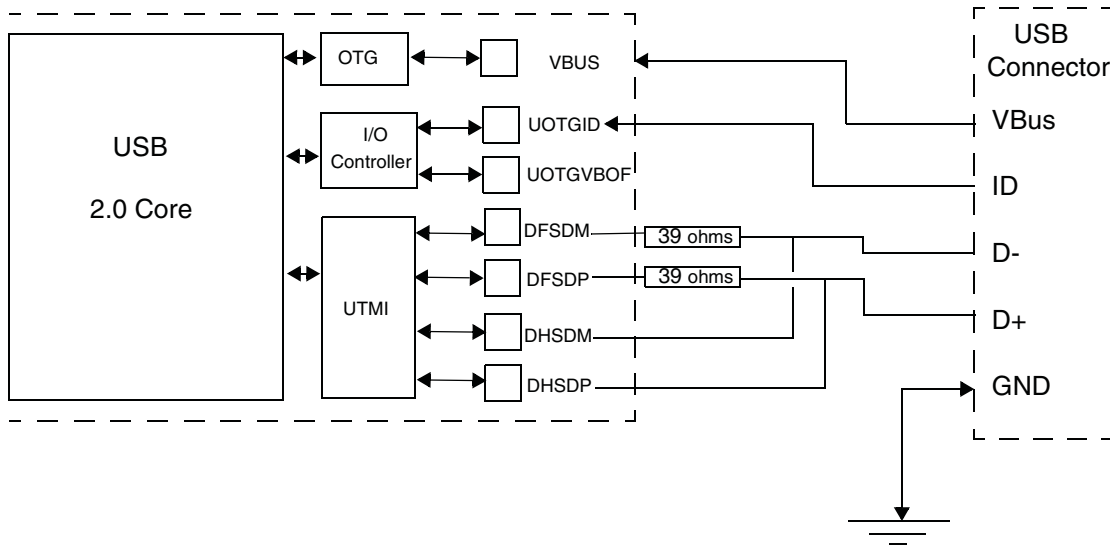 USB
2.0 Core
OTG
I/O
Controller
UTMI
VBUS
UOTGID
UOTGVBOF
DFSDM
DFSDP
DHSDM
DHSDP
39 ohms
39 ohms
USB
Connector
VBus
ID
D-
D+
GND